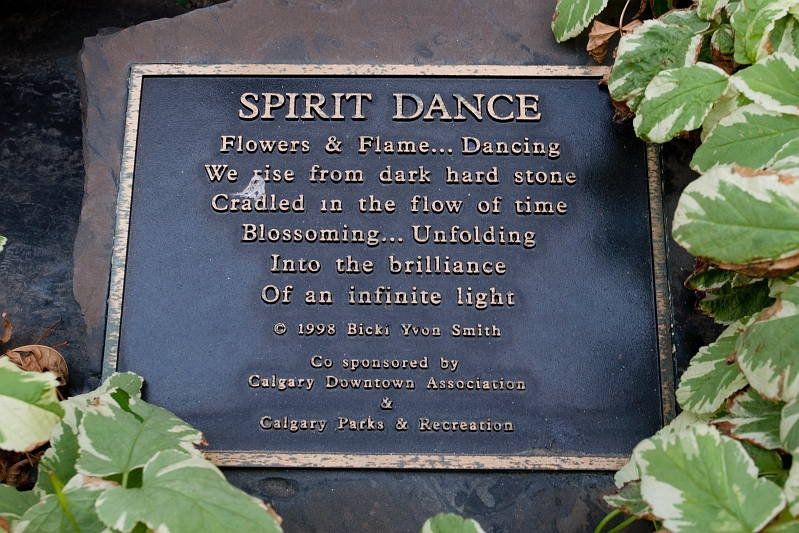 SPIRIT DANCE
Flowers & Flame... Dancing
We rise from dark hard stone
Cradled in the flow of time
Blossoming... Unfolding
Into the brilliance
Of an infinite light
© 1998 Bicki Yvon Smith
Co sponsored by
Calgary Downtown Association
&
Calgary Parks & Recreation